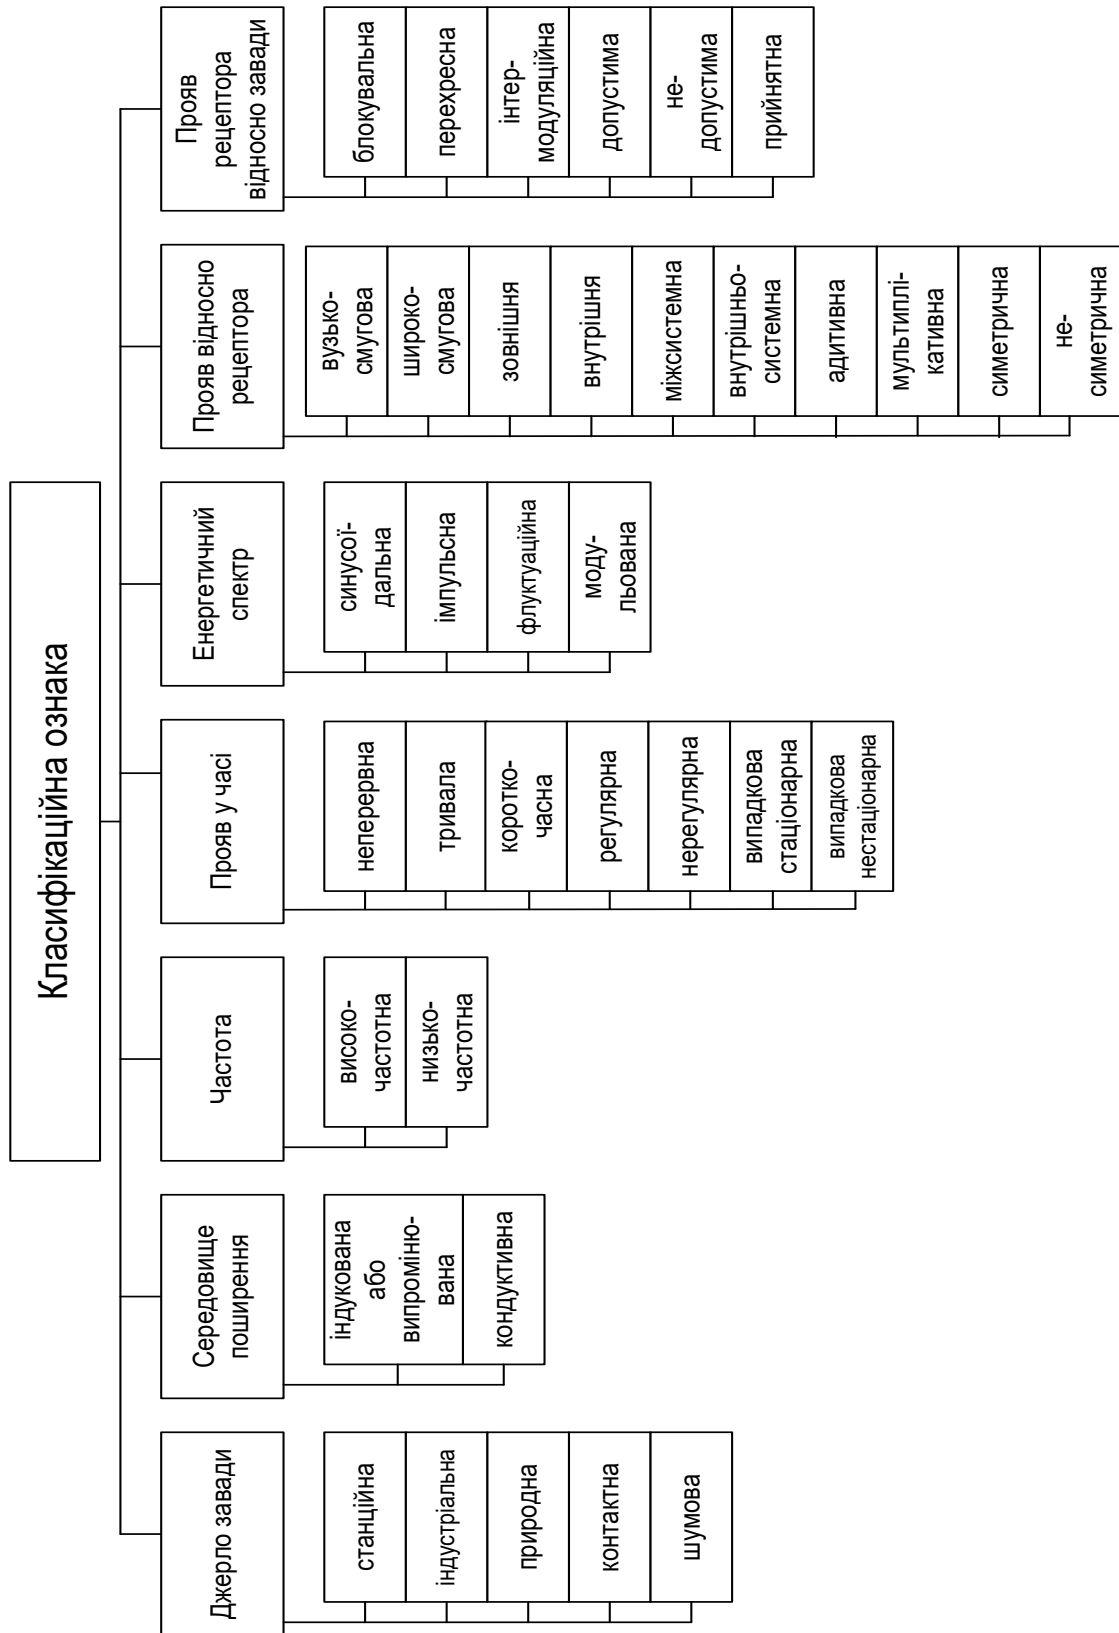 Класифікаційна ознака
Джерло завади
станційна
індустріальна
природна
контактна
шумова
Середовище
поширення
індукована
або
випроміню-
вана
кондуктивна
Частота
високо-
частотна
низько-
частотна
Прояв у часі
неперервна
тривала
коротко-
часна
регулярна
нерегулярна
випадкова
стаціонарна
випадкова
нестаціонарна
Енергетичний
спектр
синусої-
дальна
імпульсна
флуктуаційна
моду-
льована
Прояв відносно
рецептора
вузько-
смугова
широко-
смугова
зовнішня
внутрішня
міжсистемна
внутрішньо-
системна
адитивна
мультиплі-
кативна
симетрична
не-
симетрична
Прояв
рецептора
відносно завади
блокувальна
перехресна
інтер-
модуляційна
допустима
не-
допустима
прийнятна